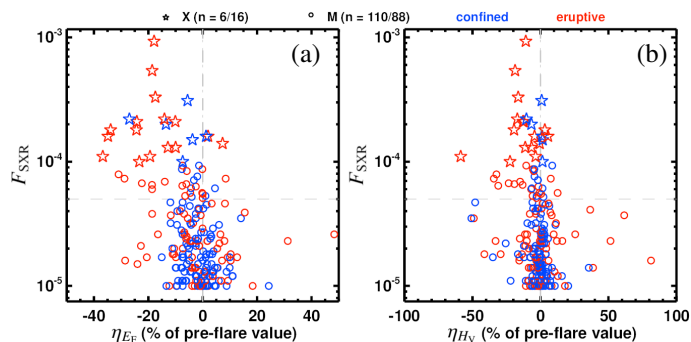 ☆ X (n = 6/16) ○ M (n = 110/88) confined eruptive
(a)
10⁻³
10⁻⁴
10⁻⁵
F_SXR
-40 -20 0 20 40
η_{E_F} (% of pre-flare value)
(b)
10⁻³
10⁻⁴
10⁻⁵
F_SXR
-100 -50 0 50 100
η_{H_V} (% of pre-flare value)